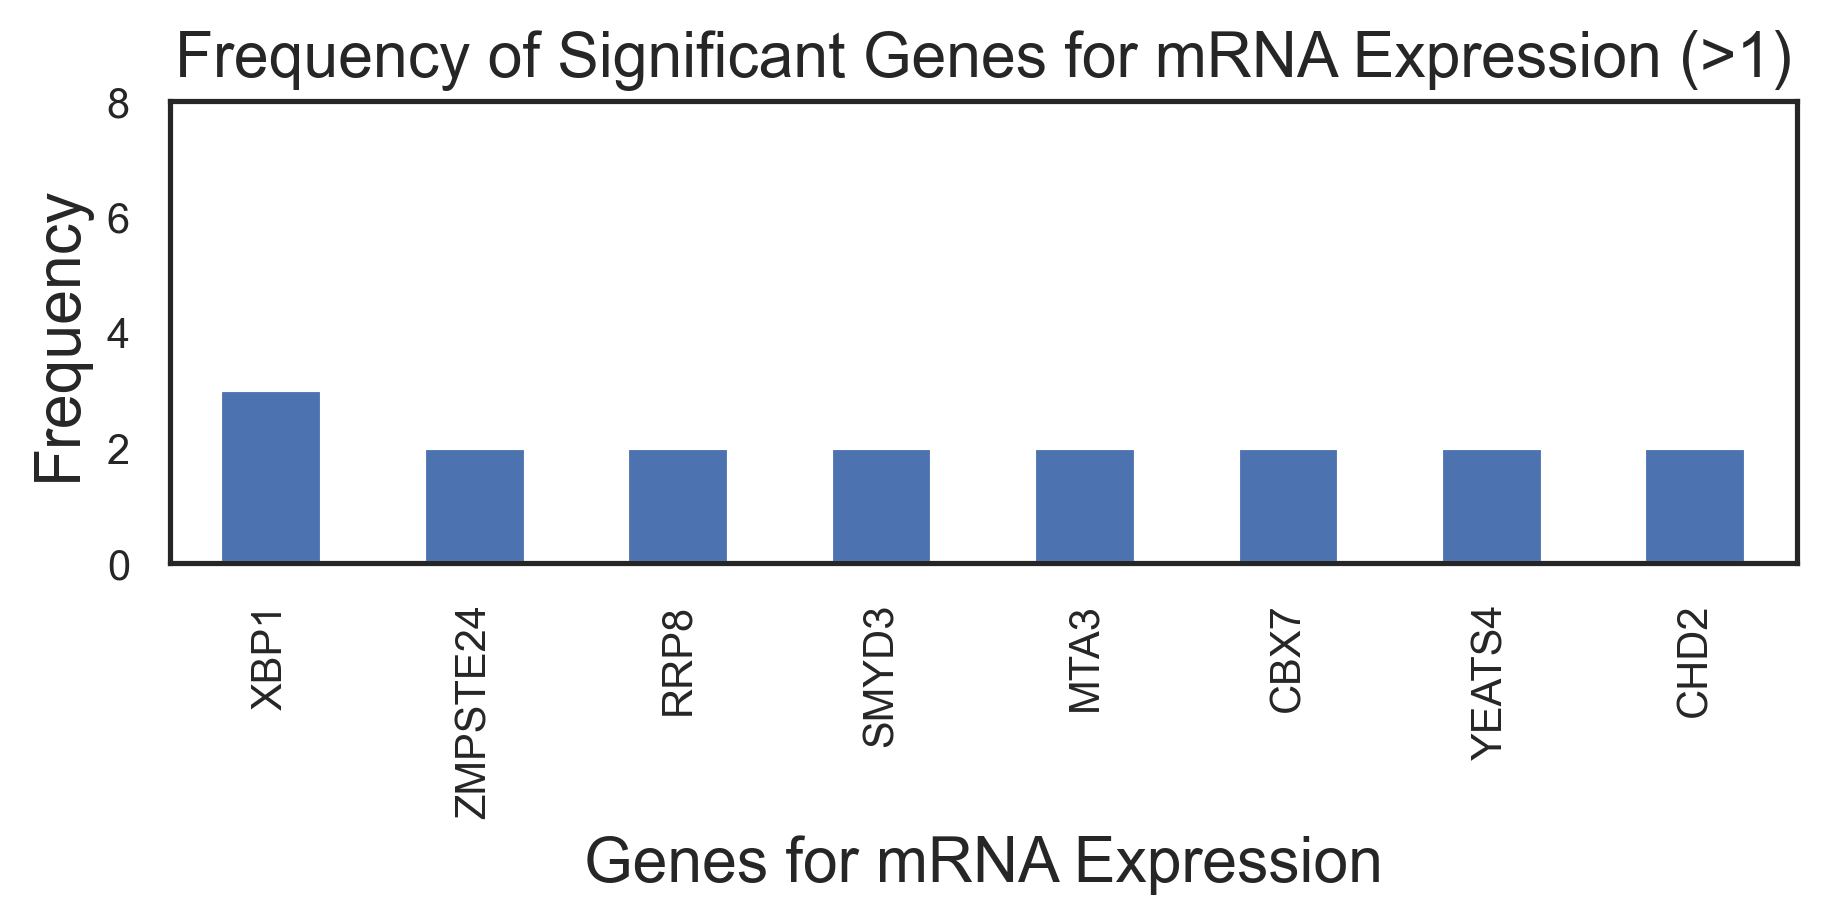 Frequency of Significant Genes for mRNA Expression (>1)
Frequency
8
6
4
2
0
XBP1
ZMPSTE24
RRP8
SMYD3
MTA3
CBX7
YEATS4
CHD2
Genes for mRNA Expression